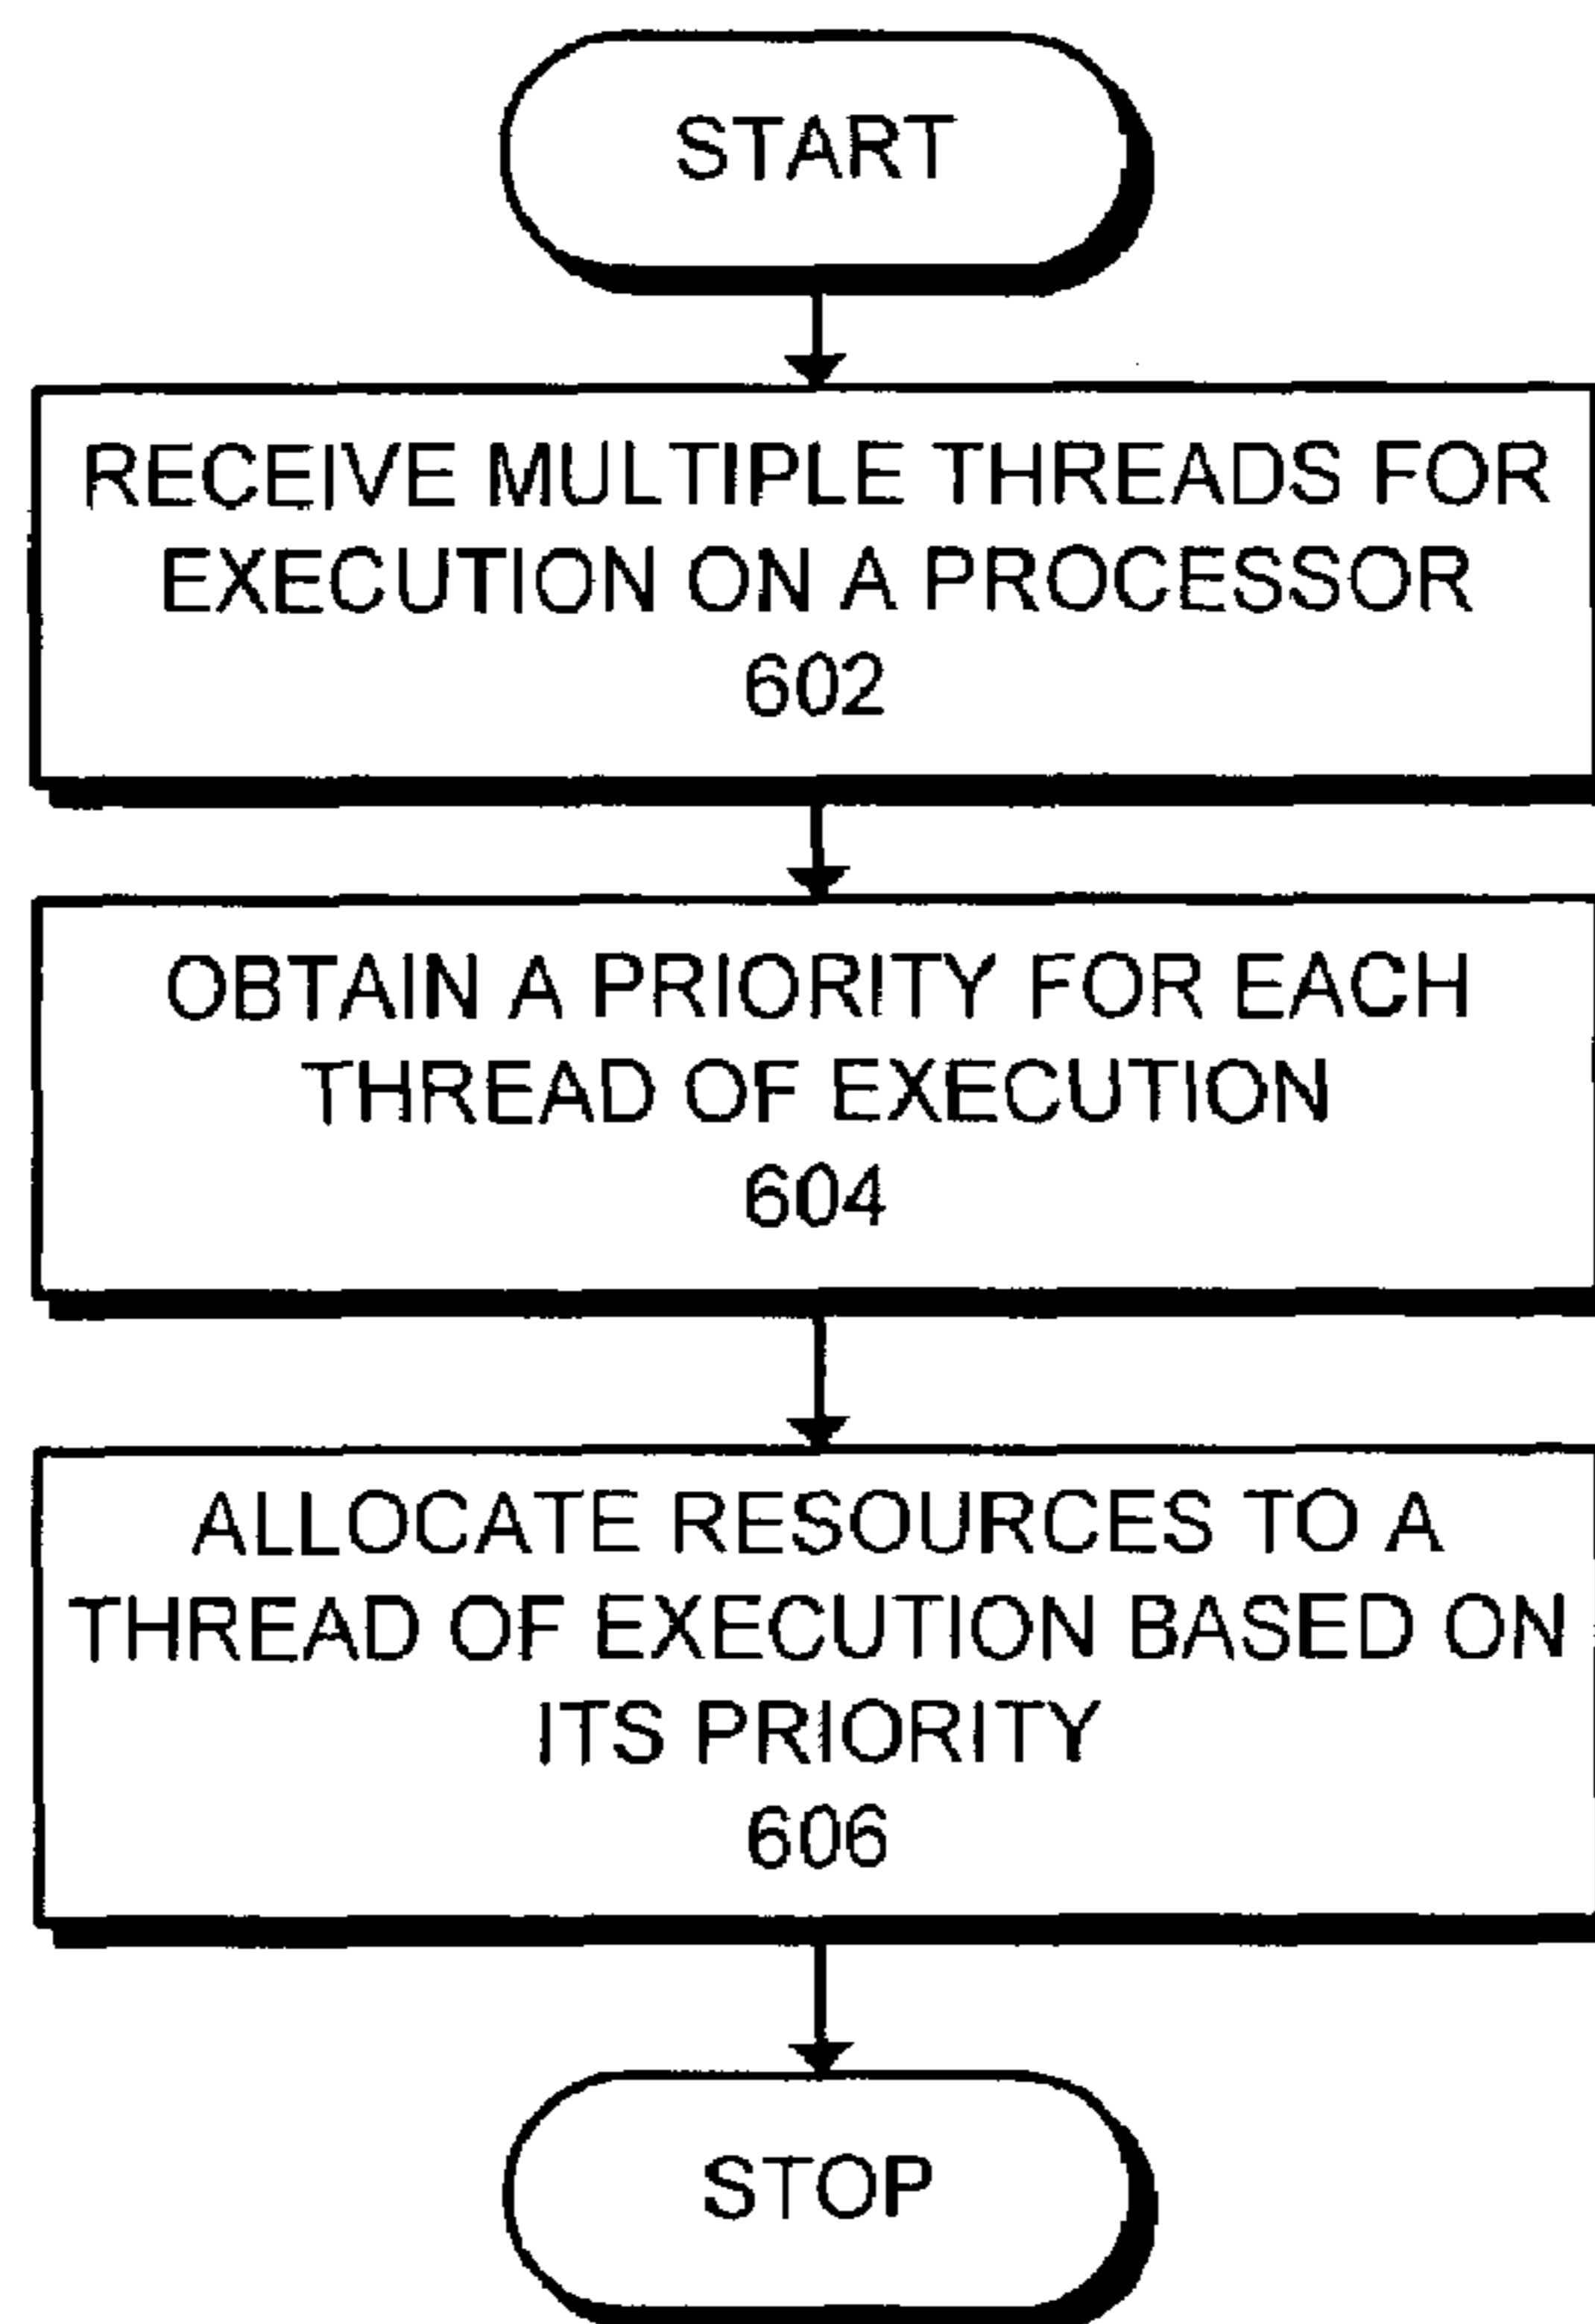 START
RECEIVE MULTIPLE THREADS FOR
EXECUTION ON A PROCESSOR
602
OBTAIN A PRIORITY FOR EACH
THREAD OF EXECUTION
604
ALLOCATE RESOURCES TO A
THREAD OF EXECUTION BASED ON
ITS PRIORITY
606
STOP